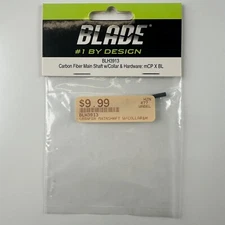 BLADE
#1 BY DESIGN
BLH3913
Carbon Fiber Main Shaft w/Collar & Hardware: mCP X BL
$9.99
BLH3913